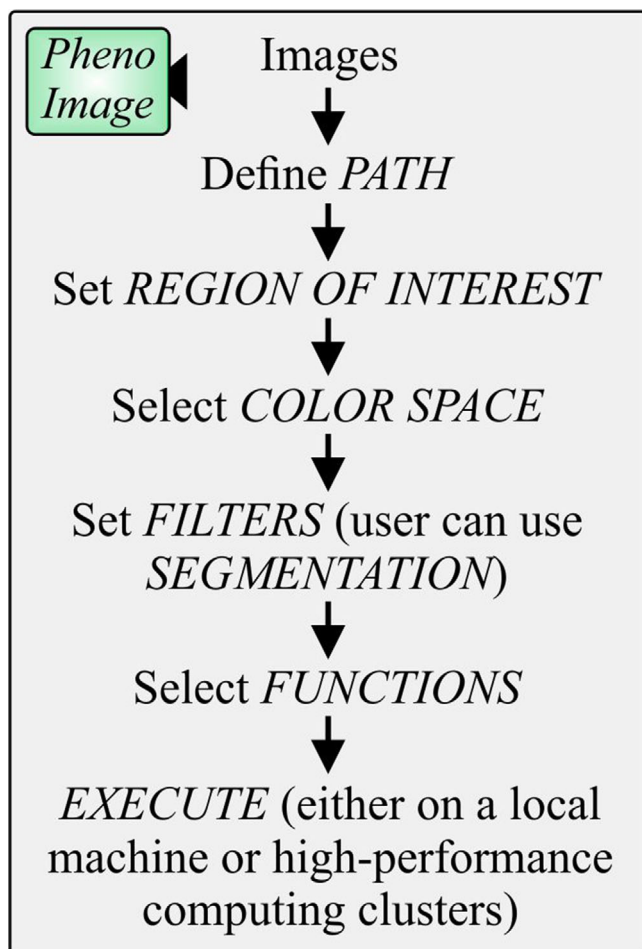 Pheno
Image
Images
Define PATH
Set REGION OF INTEREST
Select COLOR SPACE
Set FILTERS (user can use
SEGMENTATION)
Select FUNCTIONS
EXECUTE (either on a local
machine or high-performance
computing clusters)